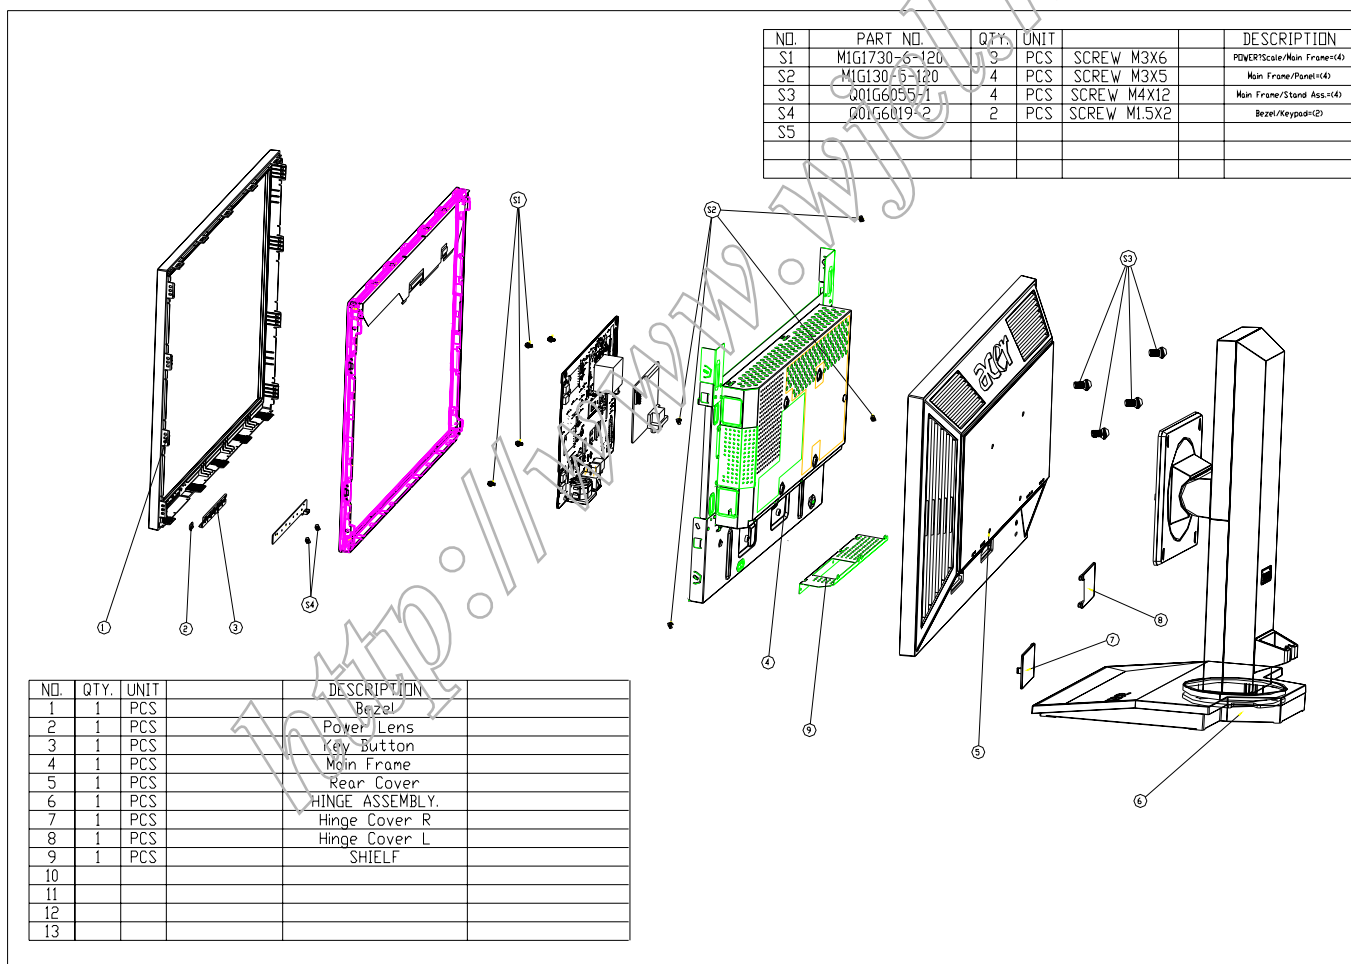 NO. PART NO. QTY. UNIT DESCRIPTION
S1 M1G1730-6-120 3 PCS SCREW M3X6 POWER?Scale/Main Frame=(4)
S2 M1G130-5-120 4 PCS SCREW M3X5 Main Frame/Panel=(4)
S3 Q01G6055-1 4 PCS SCREW M4X12 Main Frame/Stand Ass.=(4)
S4 Q01G6019-2 2 PCS SCREW M1.5X2 Bezel/Keypad=(2)
S5
S1
S2
S3
acer
S4
1
2
3
4
5
6
7
8
9
http://www.wjel.
NO. QTY. UNIT DESCRIPTION
1 1 PCS Bezel
2 1 PCS Power Lens
3 1 PCS Key Button
4 1 PCS Main Frame
5 1 PCS Rear Cover
6 1 PCS HINGE ASSEMBLY.
7 1 PCS Hinge Cover R
8 1 PCS Hinge Cover L
9 1 PCS SHIELF
10
11
12
13